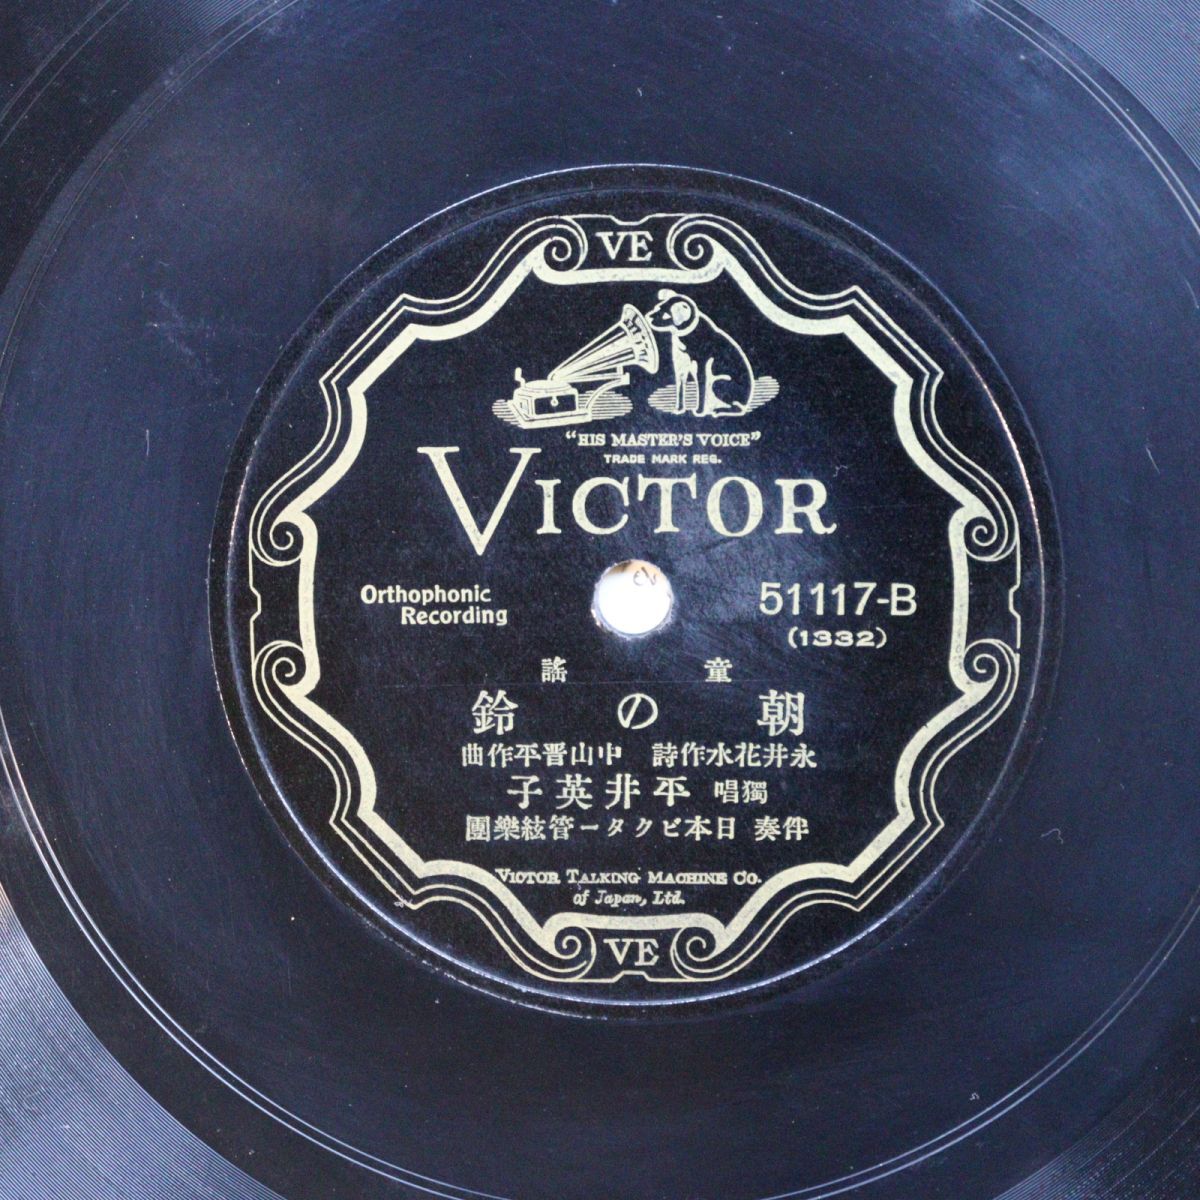 VE
"HIS MASTER'S VOICE"
TRADE MARK REG.
VICTOR
Orthophonic
Recording
51117-B
(1332)
童謠
朝の鈴
永井花水作詩 中山晋平作曲
獨唱 平井英子
伴奏 日本ビクター管絃樂團
VICTOR TALKING MACHINE CO.
of Japan, Ltd.
VE